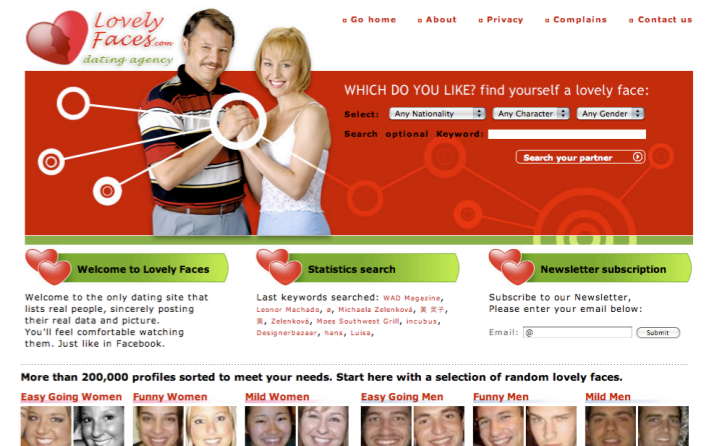 Lovely
Faces.com
dating agency
Go home
About
Privacy
Complains
Contact us
WHICH DO YOU LIKE? find yourself a lovely face:
Select: Any Nationality Any Character Any Gender
Search optional Keyword:
Search your partner
Welcome to Lovely Faces
Welcome to the only dating site that
lists real people, sincerely posting
their real data and picture.
You'll feel comfortable watching
them. Just like in Facebook.
Statistics search
Last keywords searched: WAD Magazine,
Leonor Machado, ø, Michaela Zelenková,
Zelenková, Moes Southwest Grill, incubus,
Designerbazaar, hans, Luisa,
Newsletter subscription
Subscribe to our Newsletter,
Please enter your email below:
Email: @ Submit
More than 200,000 profiles sorted to meet your needs. Start here with a selection of random lovely faces.
Easy Going Women
Funny Women
Mild Women
Easy Going Men
Funny Men
Mild Men